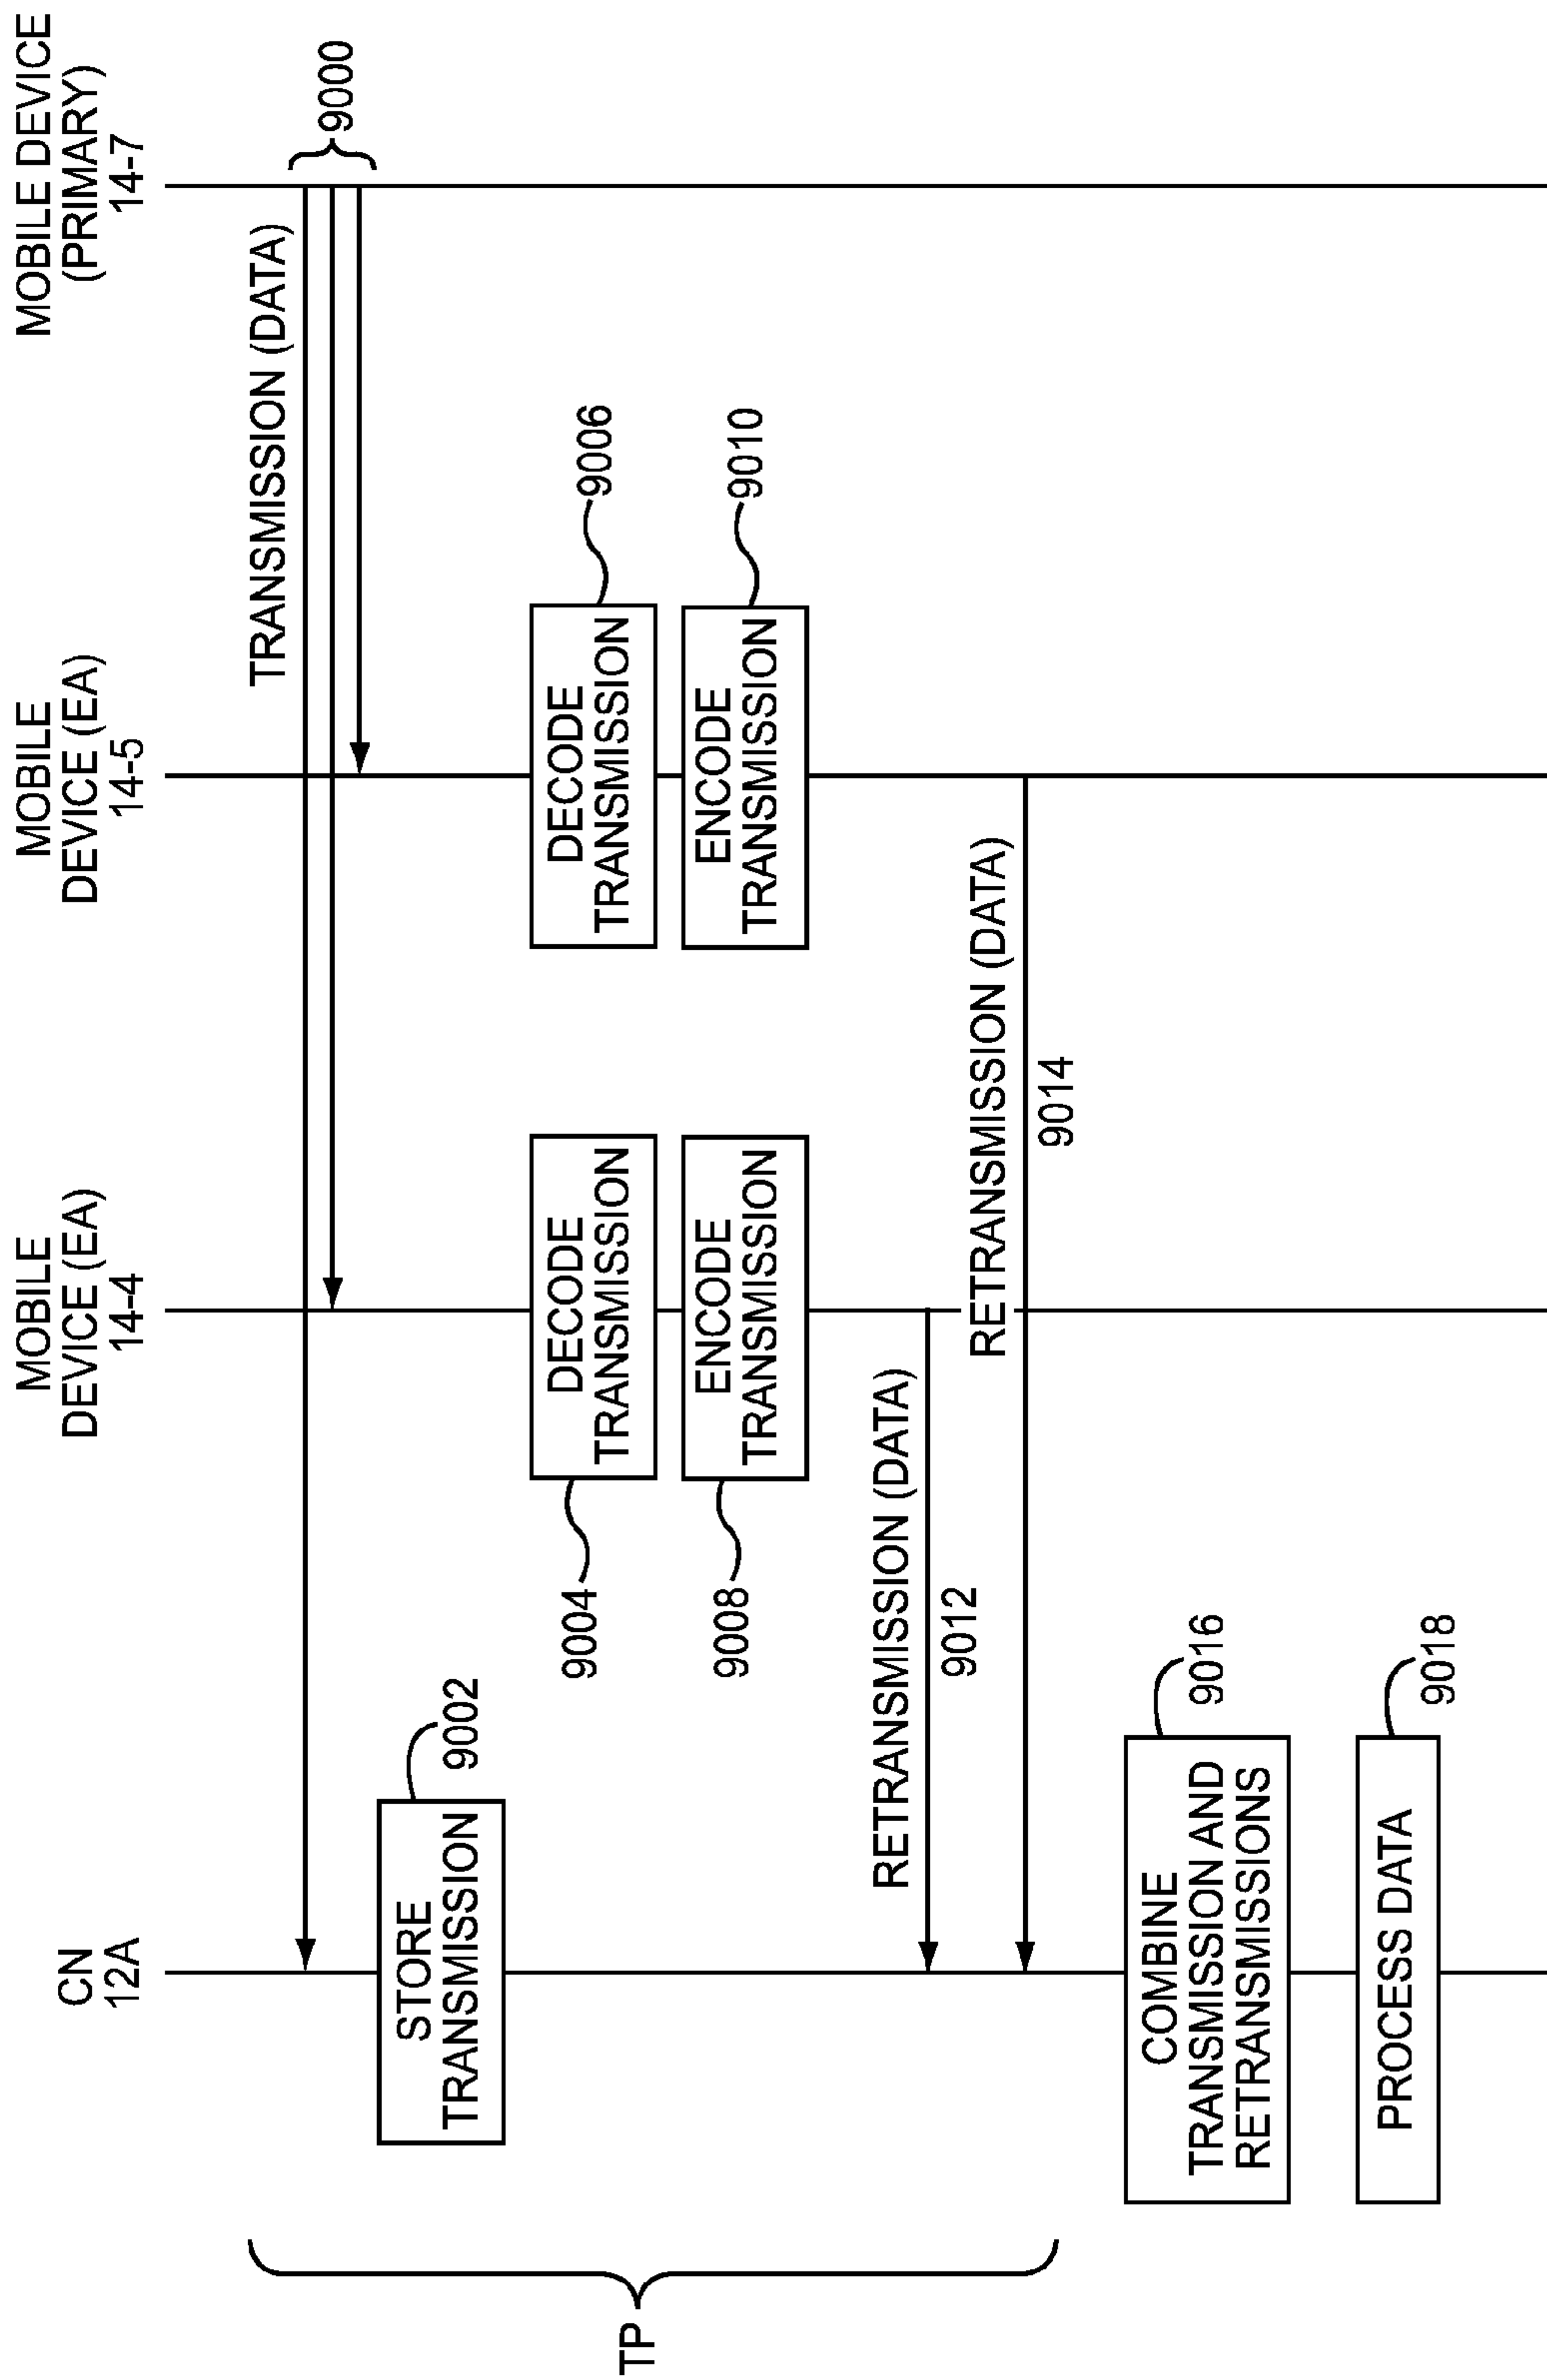 CN
12A
MOBILE
DEVICE (EA)
14-4
MOBILE
DEVICE (EA)
14-5
MOBILE DEVICE
(PRIMARY)
14-7
TRANSMISSION (DATA)
9000
STORE
TRANSMISSION
9002
9004
DECODE
TRANSMISSION
DECODE
TRANSMISSION
9006
9008
ENCODE
TRANSMISSION
ENCODE
TRANSMISSION
9010
TP
RETRANSMISSION (DATA)
9012
RETRANSMISSION (DATA)
9014
COMBINE
TRANSMISSION AND
RETRANSMISSIONS
9016
PROCESS DATA
9018